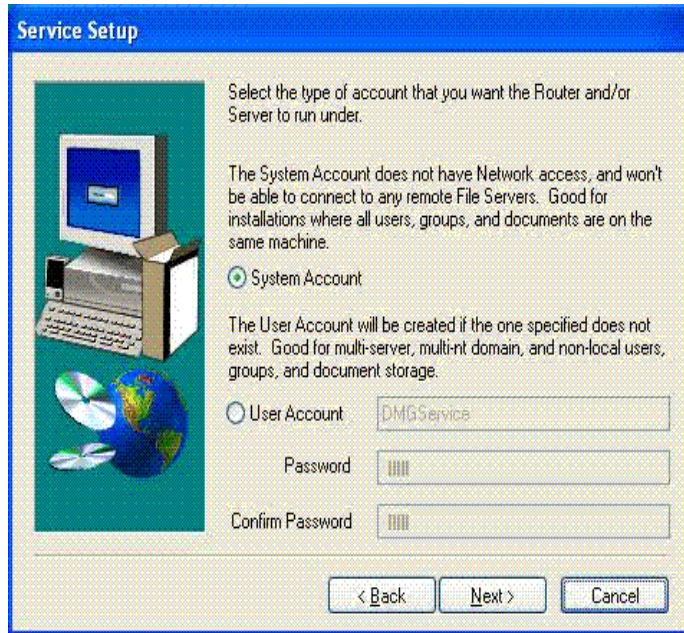 Service Setup
Select the type of account that you want the Router and/or
Server to run under.
The System Account does not have Network access, and won't
be able to connect to any remote File Servers. Good for
installations where all users, groups, and documents are on the
same machine.
System Account
The User Account will be created if the one specified does not
exist. Good for multi-server, multi-nt domain, and non-local users,
groups, and document storage.
User Account DMGService
Password
Confirm Password
< Back Next > Cancel